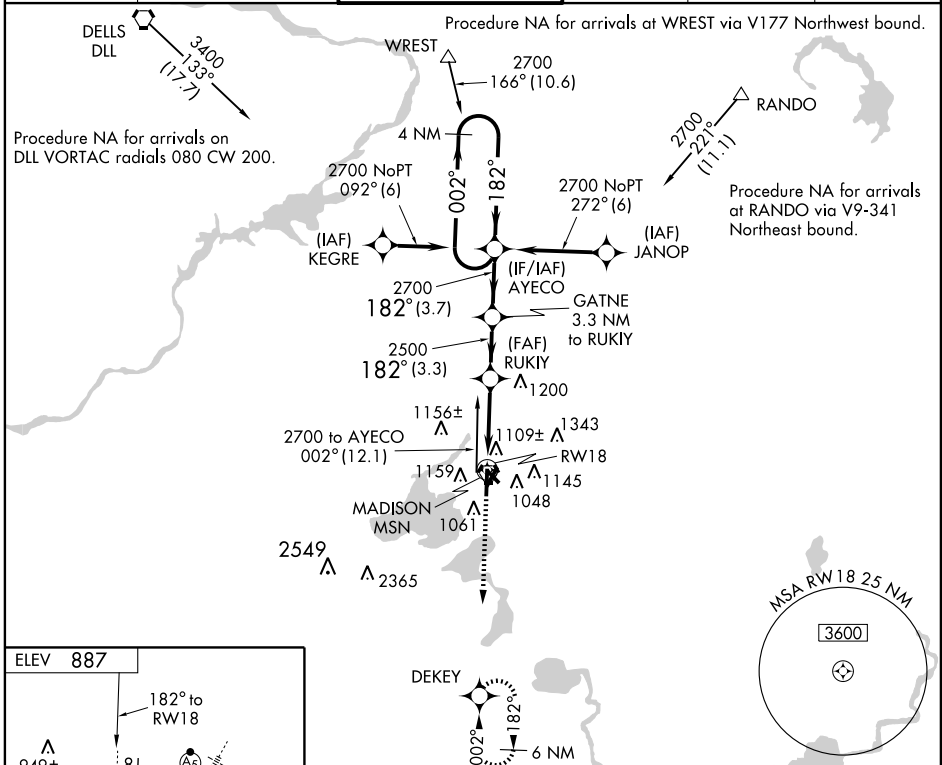 Procedure NA for arrivals at WREST via V177 Northwest bound.
DELLS
DLL
3400
133°
(17.7)
WREST
2700
166° (10.6)
RANDO
2700
221°
(11.1)
Procedure NA for arrivals on
DLL VORTAC radials 080 CW 200.
4 NM
002°
182°
2700 NoPT
092° (6)
2700 NoPT
272° (6)
Procedure NA for arrivals
at RANDO via V9-341
Northeast bound.
(IAF)
KEGRE
(IAF)
JANOP
(IF/IAF)
AYECO
2700
182° (3.7)
GATNE
3.3 NM
to RUKIY
2500
182° (3.3)
(FAF)
RUKIY
1200
1156±
1343
1109±
2700 to AYECO
002° (12.1)
RW18
1159
1145
1048
MADISON
MSN
1061
2549
2365
MSA RW18 25 NM
3600
ELEV 887
182° to
RW18
DEKEY
182°
002°
6 NM
A5